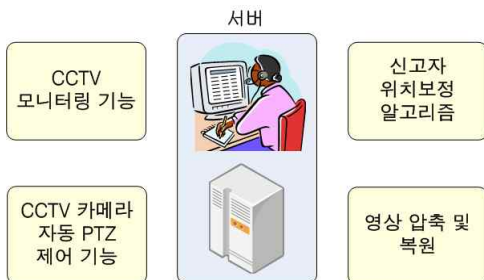 서버
CCTV
모니터링 기능
신고자
위치보정
알고리즘
CCTV 카메라
자동 PTZ
제어 기능
영상 압축 및
복원